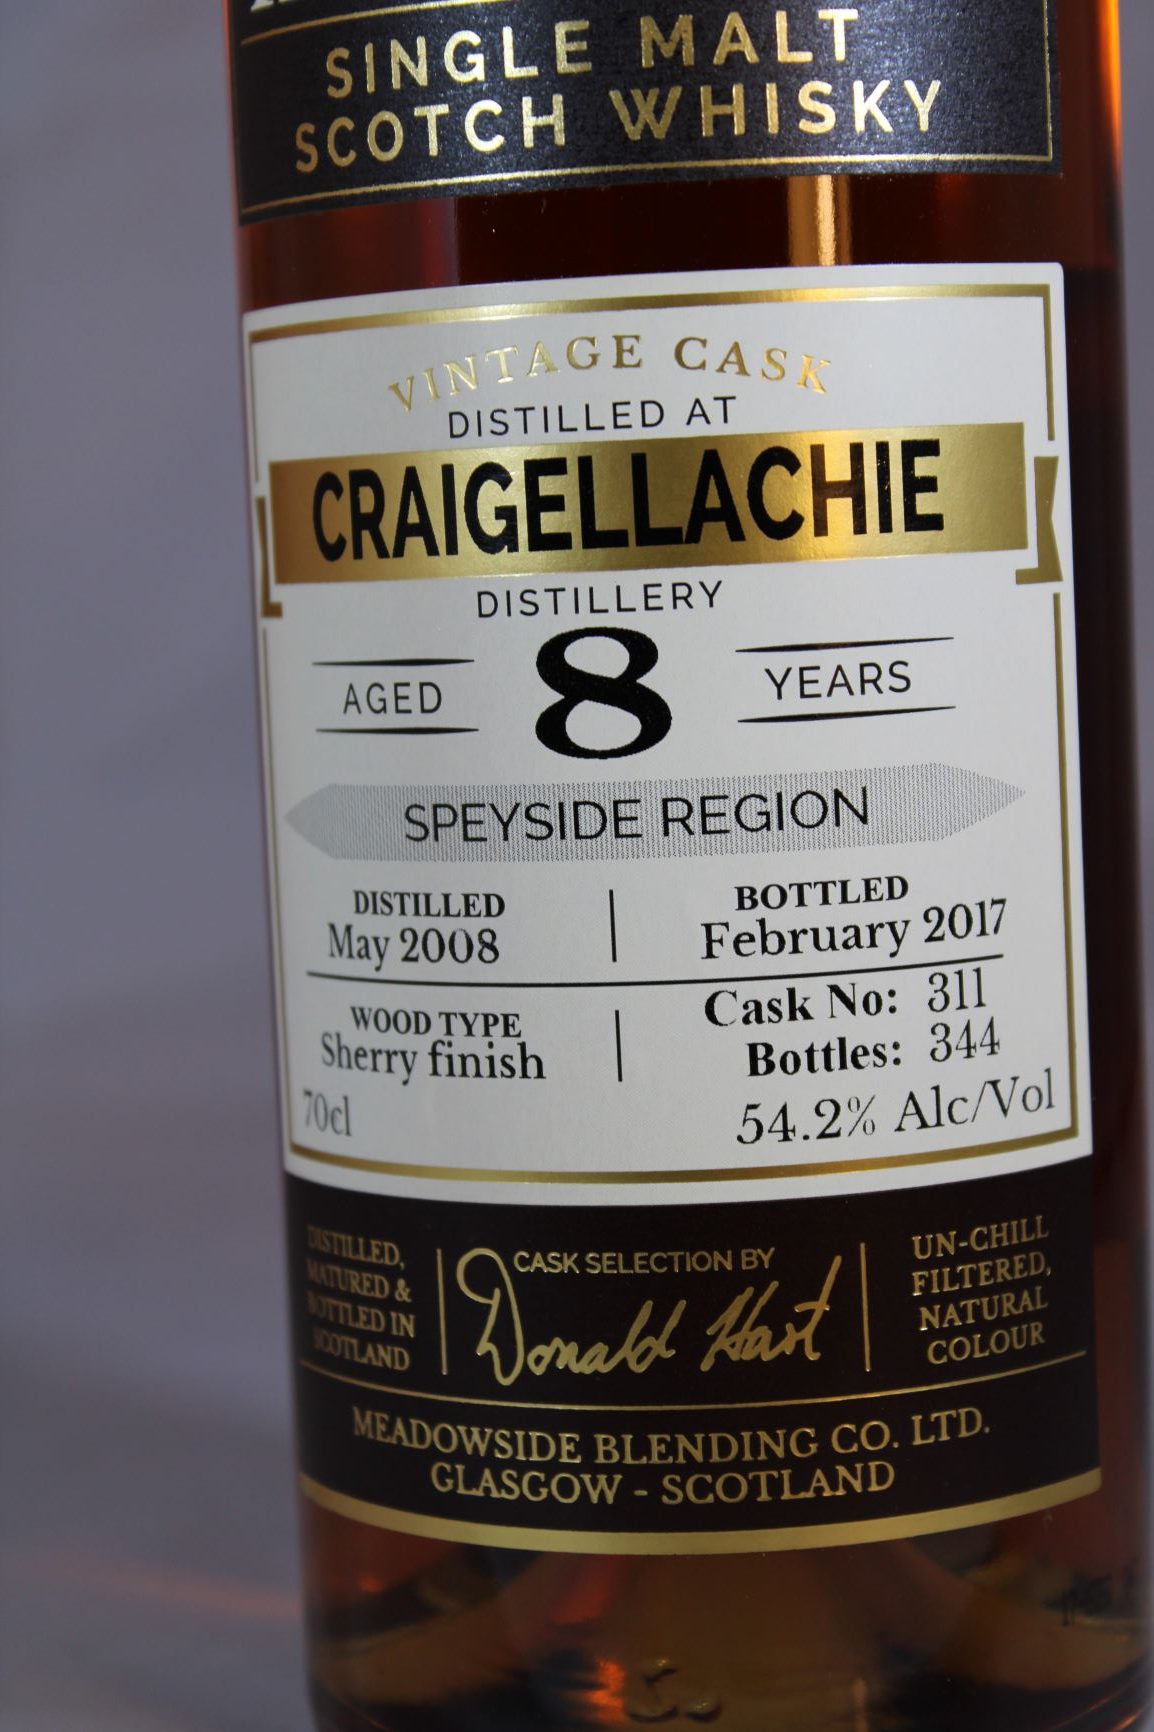 SINGLE MALT
SCOTCH WHISKY
VINTAGE CASK
DISTILLED AT
CRAIGELLACHIE
DISTILLERY
AGED 8 YEARS
SPEYSIDE REGION
DISTILLED
May 2008
BOTTLED
February 2017
WOOD TYPE
Sherry finish
Cask No: 311
Bottles: 344
70cl
54.2% Alc/Vol
DISTILLED,
MATURED &
BOTTLED IN
SCOTLAND
CASK SELECTION BY
Donald Hart
UN-CHILL
FILTERED,
NATURAL
COLOUR
MEADOWSIDE BLENDING CO. LTD.
GLASGOW - SCOTLAND